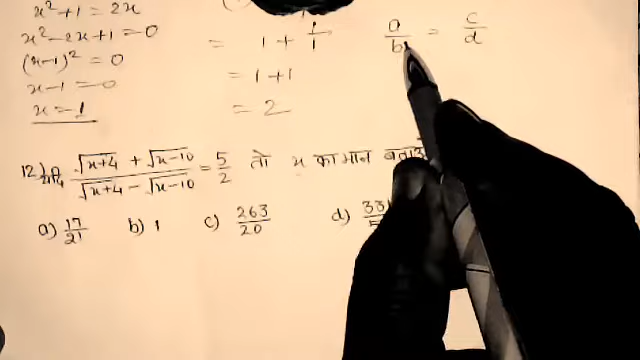 x² + 1 = 2x
x² - 2x + 1 = 0
(x-1)² = 0
x - 1 = 0
x = 1
= 1 + 1/1
= 1 + 1
= 2
a/b = c/d
12) यदि (√x+4 + √x-10)/(√x+4 - √x-10) = 5/2 तो x का मान
a) 17/21 b) 1 c) 263/20 d)